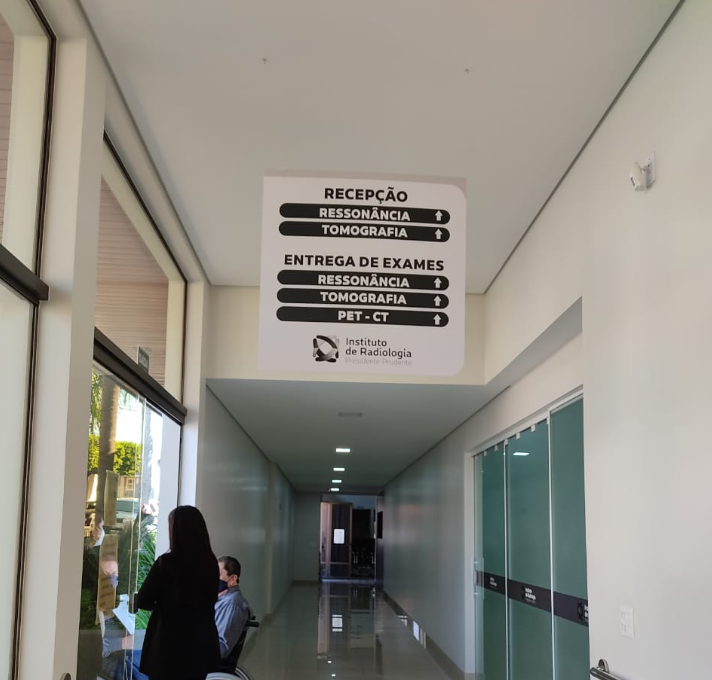 RECEPÇÃO
RESSONÂNCIA
TOMOGRAFIA
ENTREGA DE EXAMES
RESSONÂNCIA
TOMOGRAFIA
PET - CT
Instituto
de Radiologia
Presidente Prudente